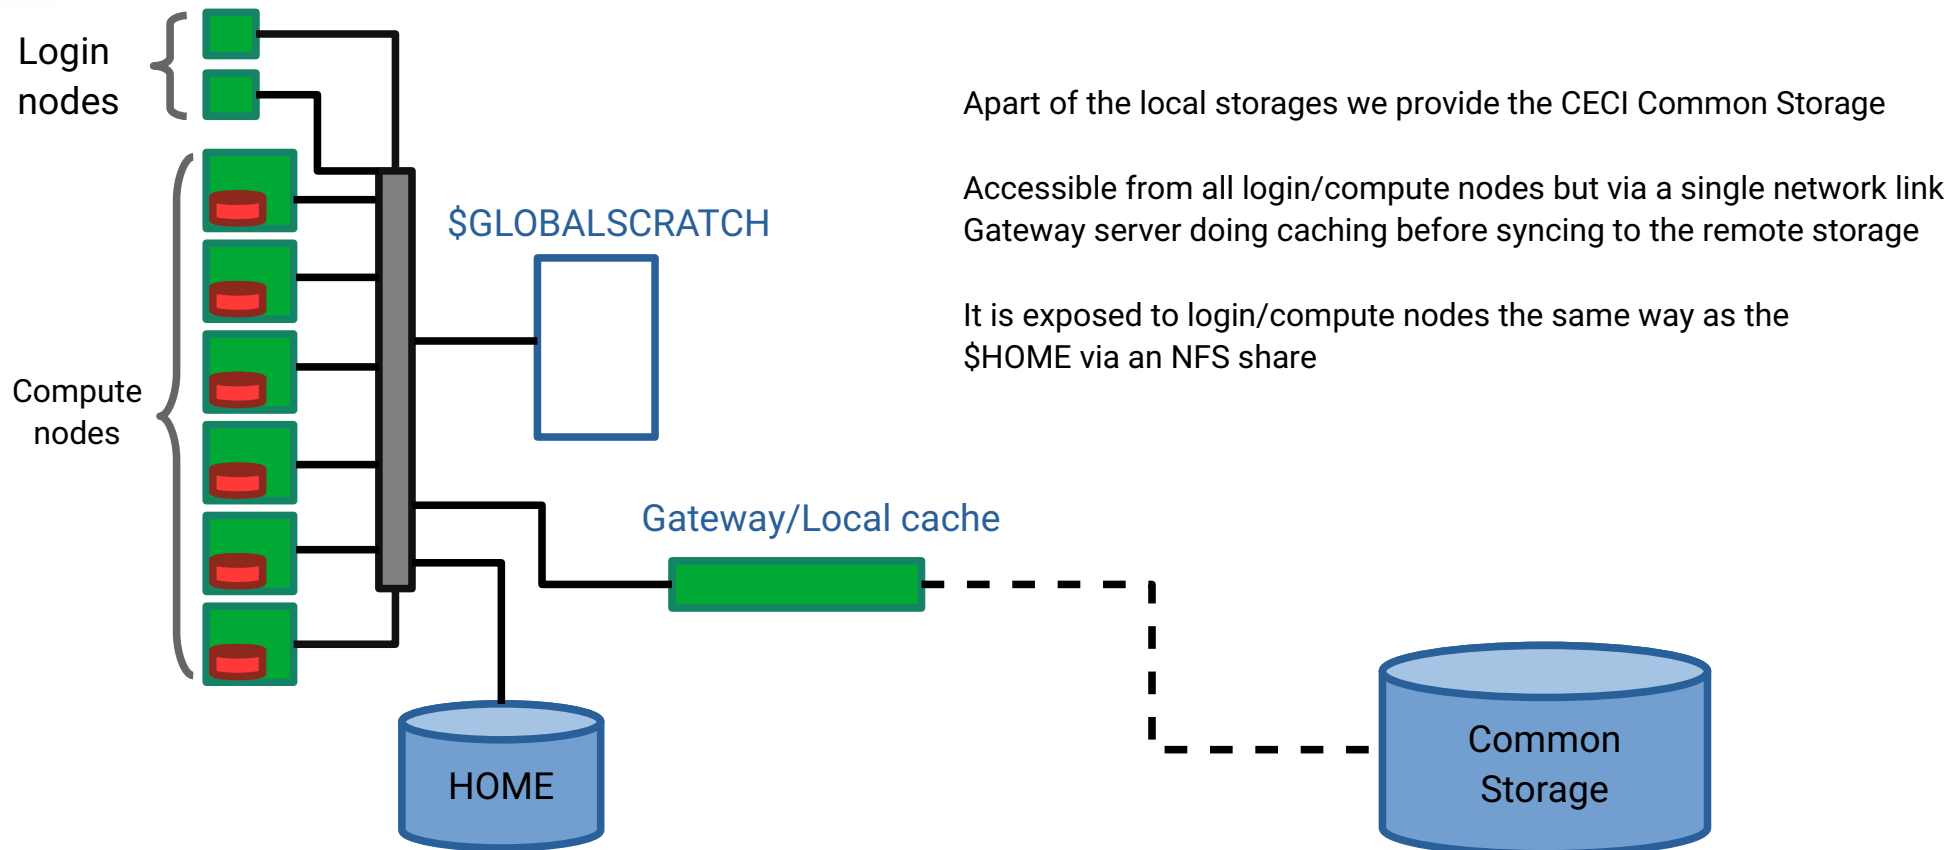 Login
nodes
Compute
nodes
$GLOBALSCRATCH
Gateway/Local cache
HOME
Common
Storage
Apart of the local storages we provide the CECI Common Storage
Accessible from all login/compute nodes but via a single network link
Gateway server doing caching before syncing to the remote storage
It is exposed to login/compute nodes the same way as the
$HOME via an NFS share